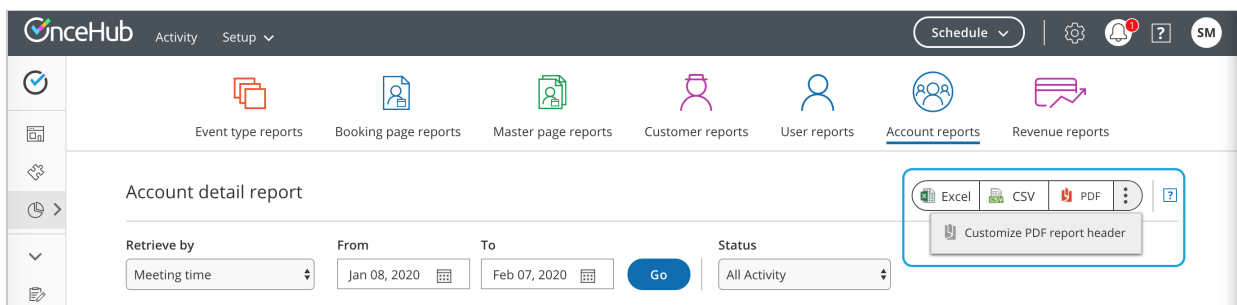 OnceHub Activity Setup Schedule 1 ? SM
Event type reports Booking page reports Master page reports Customer reports User reports Account reports Revenue reports
Account detail report Excel CSV PDF ?
Customize PDF report header
Retrieve by From To Status
Meeting time Jan 08, 2020 Feb 07, 2020 Go All Activity